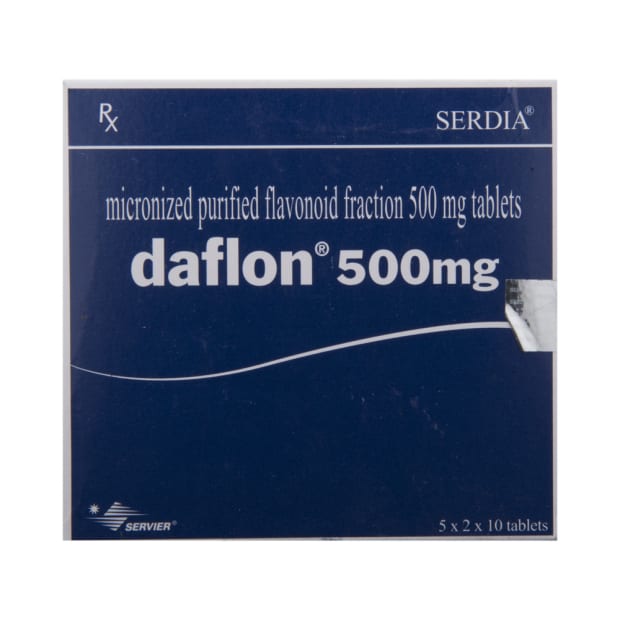 Rx
SERDIA®
micronized purified flavonoid fraction 500 mg tablets
daflon® 500mg
SERVIER®
5 x 2 x 10 tablets